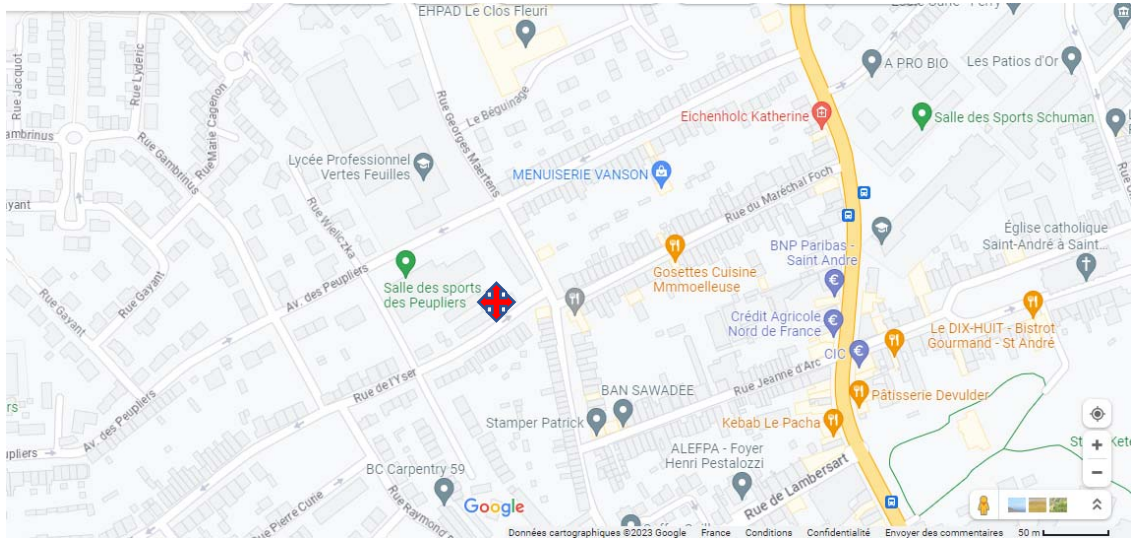 EHPAD Le Clos Fleuri
A PRO BIO
Les Patios d'Or
Rue Jacquot
Rue Lyderic
Rue Marie Cagenon
Rue Georges Maertens
Le Béguinage
Eichenholc Katherine
Salle des Sports Schuman
Rue Gambrinus
Lycée Professionnel
Vertes Feuilles
MENUISERIE VANSON
Rue du Maréchal Foch
Rue Wieliczka
Église catholique
Saint-André à Saint...
BNP Paribas -
Saint André
Rue Gayant
Rue Gayant
Gosettes Cuisine
Mmmoelleuse
Salle des sports
des Peupliers
Av. des Peupliers
Crédit Agricole
Nord de France
Le DIX-HUIT - Bistrot
Gourmand - St André
CIC
Rue de l'Yser
Rue Jeanne d'Arc
BAN SAWADEE
Pâtisserie Devulder
Av. des Peupliers
Stamper Patrick
Kebab Le Pacha
ALEFPA - Foyer
Henri Pestalozzi
BC Carpentry 59
Rue de Lambersart
Rue Pierre Curie
Google
Données cartographiques ©2023 Google France Conditions Confidentialité Envoyer des commentaires 50 m